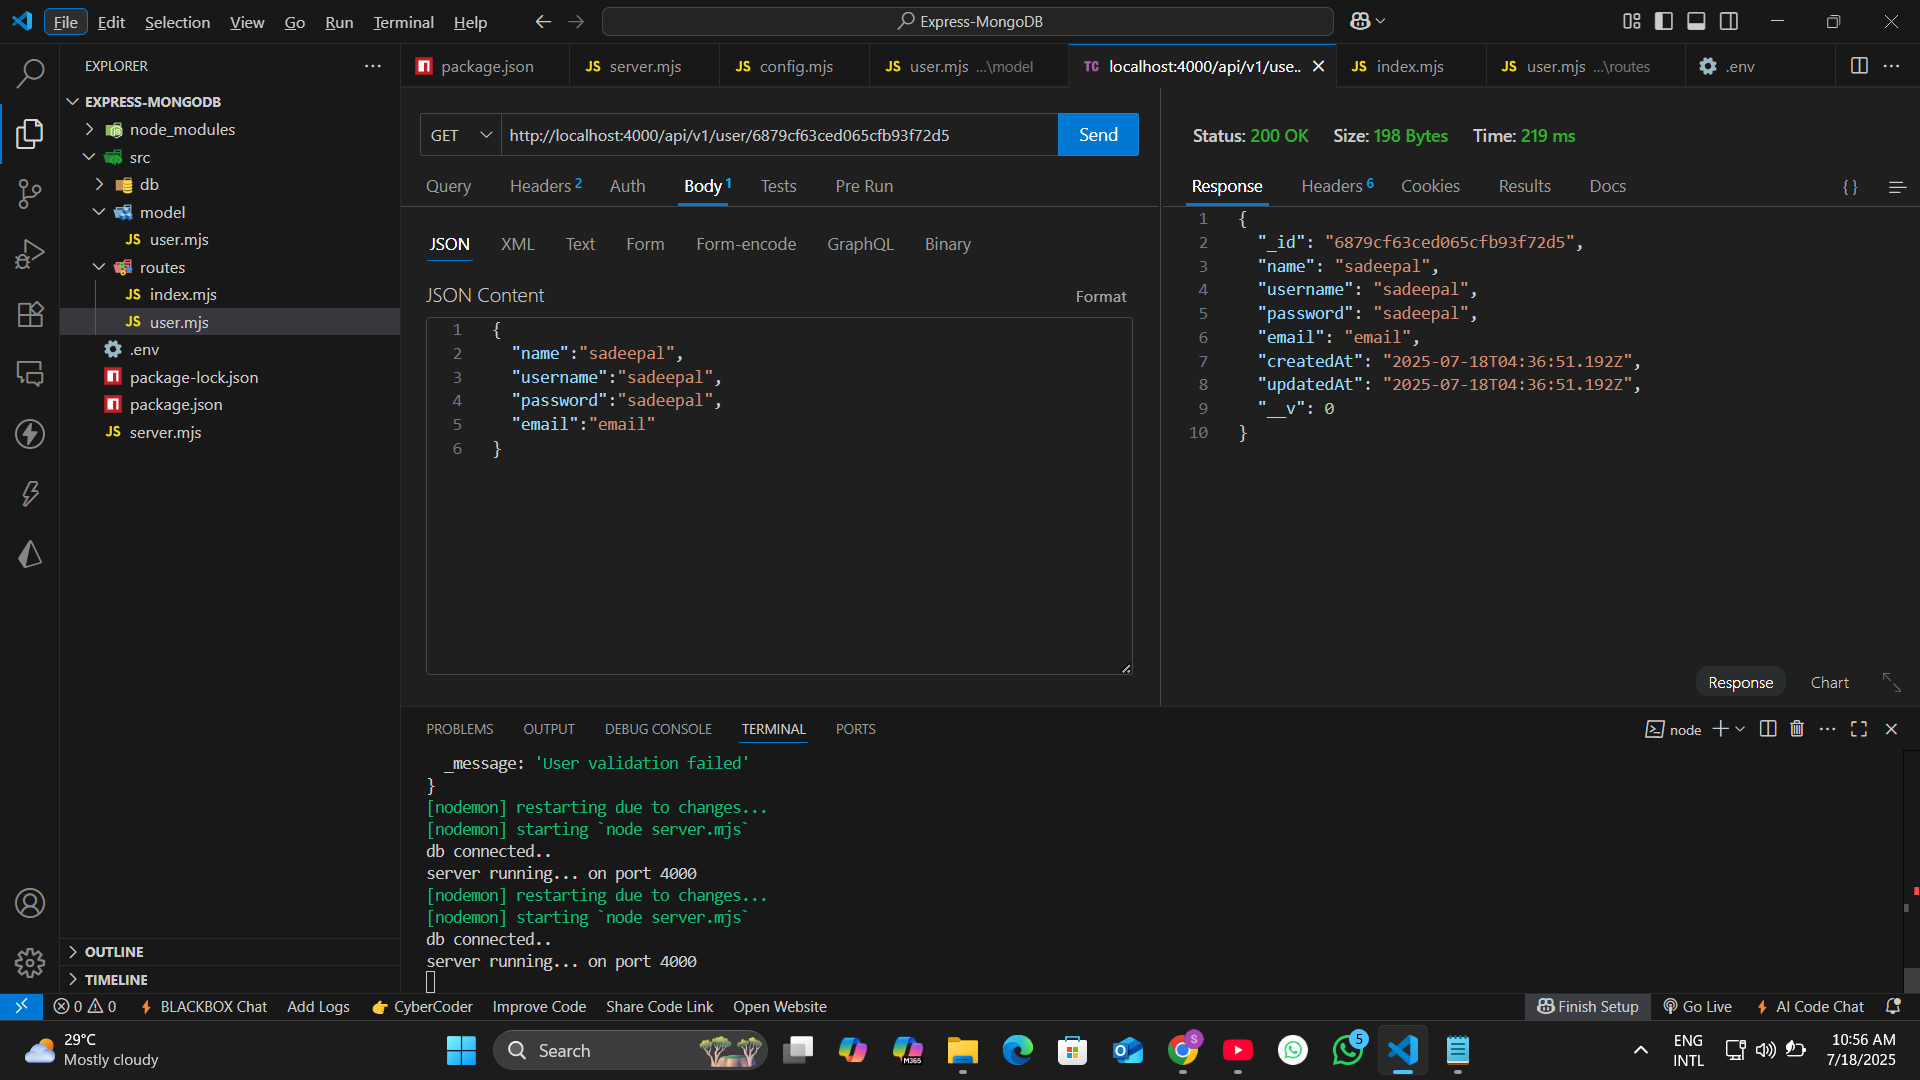 File Edit Selection View Go Run Terminal Help
Express-MongoDB
EXPLORER
EXPRESS-MONGODB
node_modules
src
db
model
JS user.mjs
routes
JS index.mjs
JS user.mjs
.env
package-lock.json
package.json
JS server.mjs
OUTLINE
TIMELINE
package.json
JS server.mjs
JS config.mjs
JS user.mjs ...\model
TC localhost:4000/api/v1/use..
JS index.mjs
JS user.mjs ...\routes
.env
GET http://localhost:4000/api/v1/user/6879cf63ced065cfb93f72d5 Send
Query Headers 2 Auth Body 1 Tests Pre Run
JSON XML Text Form Form-encode GraphQL Binary
JSON Content
Format
1 {
2 "name":"sadeepal",
3 "username":"sadeepal",
4 "password":"sadeepal",
5 "email":"email"
6 }
Status: 200 OK Size: 198 Bytes Time: 219 ms
Response Headers 6 Cookies Results Docs {}
1 {
2 "_id": "6879cf63ced065cfb93f72d5",
3 "name": "sadeepal",
4 "username": "sadeepal",
5 "password": "sadeepal",
6 "email": "email",
7 "createdAt": "2025-07-18T04:36:51.192Z",
8 "updatedAt": "2025-07-18T04:36:51.192Z",
9 "__v": 0
10 }
Response Chart
PROBLEMS OUTPUT DEBUG CONSOLE TERMINAL PORTS
node
_message: 'User validation failed'
}
[nodemon] restarting due to changes...
[nodemon] starting `node server.mjs`
db connected..
server running... on port 4000
[nodemon] restarting due to changes...
[nodemon] starting `node server.mjs`
db connected..
server running... on port 4000
0 0 BLACKBOX Chat Add Logs CyberCoder Improve Code Share Code Link Open Website
Finish Setup Go Live AI Code Chat
29°C
Mostly cloudy
Search
M365
S
5
ENG
INTL
10:56 AM
7/18/2025